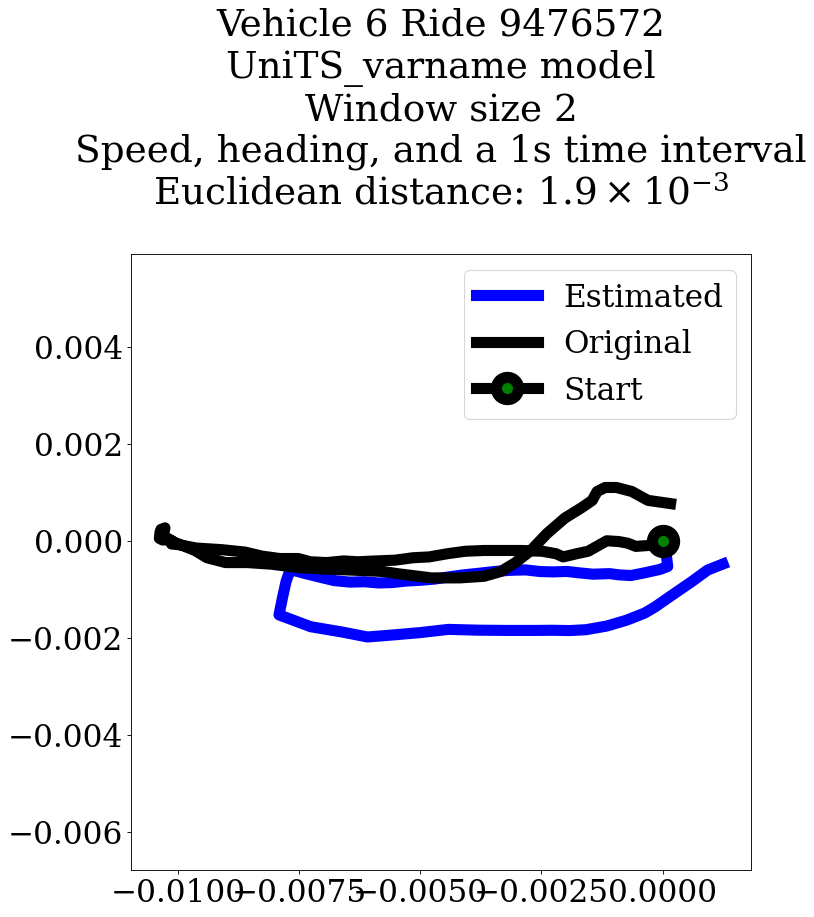 Vehicle 6 Ride 9476572
UniTS_varname model
Window size 2
Speed, heading, and a 1s time interval
Euclidean distance: 1.9 × 10⁻³
Estimated
Original
Start
0.004
0.002
0.000
−0.002
−0.004
−0.006
−0.0100 −0.0075 −0.0050 −0.0025 0.0000